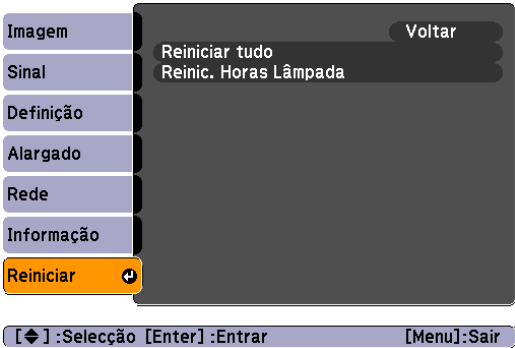 Imagem
Sinal
Definição
Alargado
Rede
Informação
Reiniciar
Voltar
Reiniciar tudo
Reinic. Horas Lâmpada
[◆] :Selecção [Enter] :Entrar [Menu]:Sair